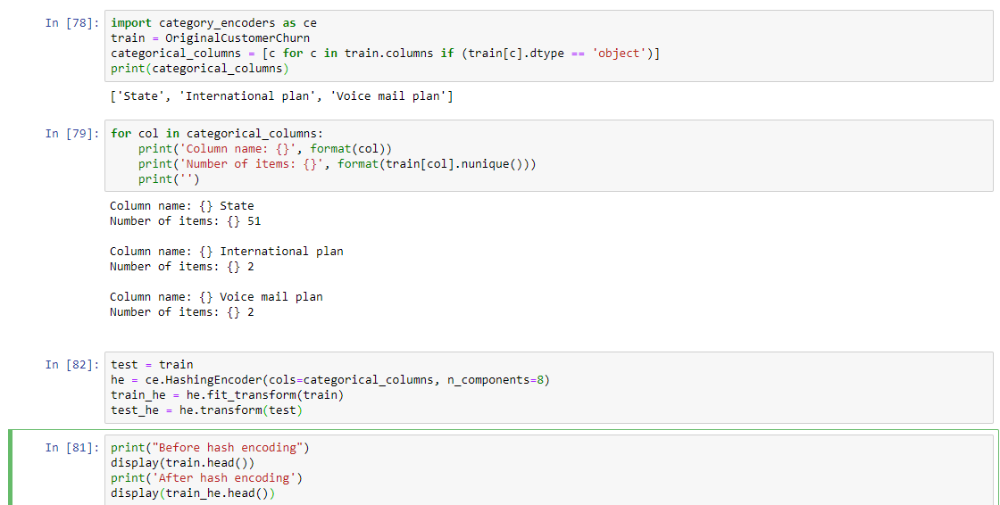 In [78]: import category_encoders as ce
train = OriginalCustomerChurn
categorical_columns = [c for c in train.columns if (train[c].dtype == 'object')]
print(categorical_columns)
['State', 'International plan', 'Voice mail plan']
In [79]: for col in categorical_columns:
    print('Column name: {}', format(col))
    print('Number of items: {}', format(train[col].nunique()))
    print('')
Column name: {} State
Number of items: {} 51
Column name: {} International plan
Number of items: {} 2
Column name: {} Voice mail plan
Number of items: {} 2
In [82]: test = train
he = ce.HashingEncoder(cols=categorical_columns, n_components=8)
train_he = he.fit_transform(train)
test_he = he.transform(test)
In [81]: print("Before hash encoding")
display(train.head())
print('After hash encoding')
display(train_he.head())